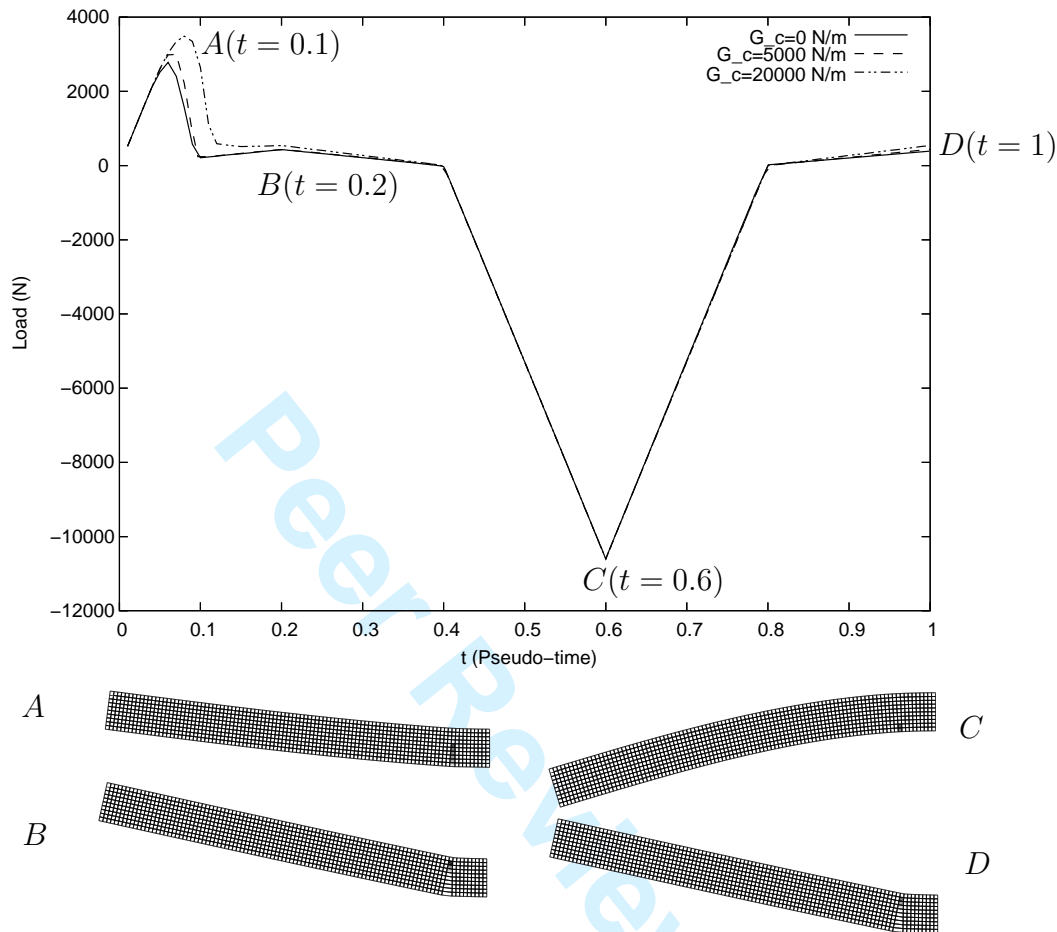 4000
2000
0
−2000
−4000
−6000
−8000
−10000
−12000
Load (N)
0 0.1 0.2 0.3 0.4 0.5 0.6 0.7 0.8 0.9 1
t (Pseudo−time)
G_c=0 N/m
G_c=5000 N/m
G_c=20000 N/m
A(t = 0.1)
B(t = 0.2)
C(t = 0.6)
D(t = 1)
A
B
C
D
Peer Review